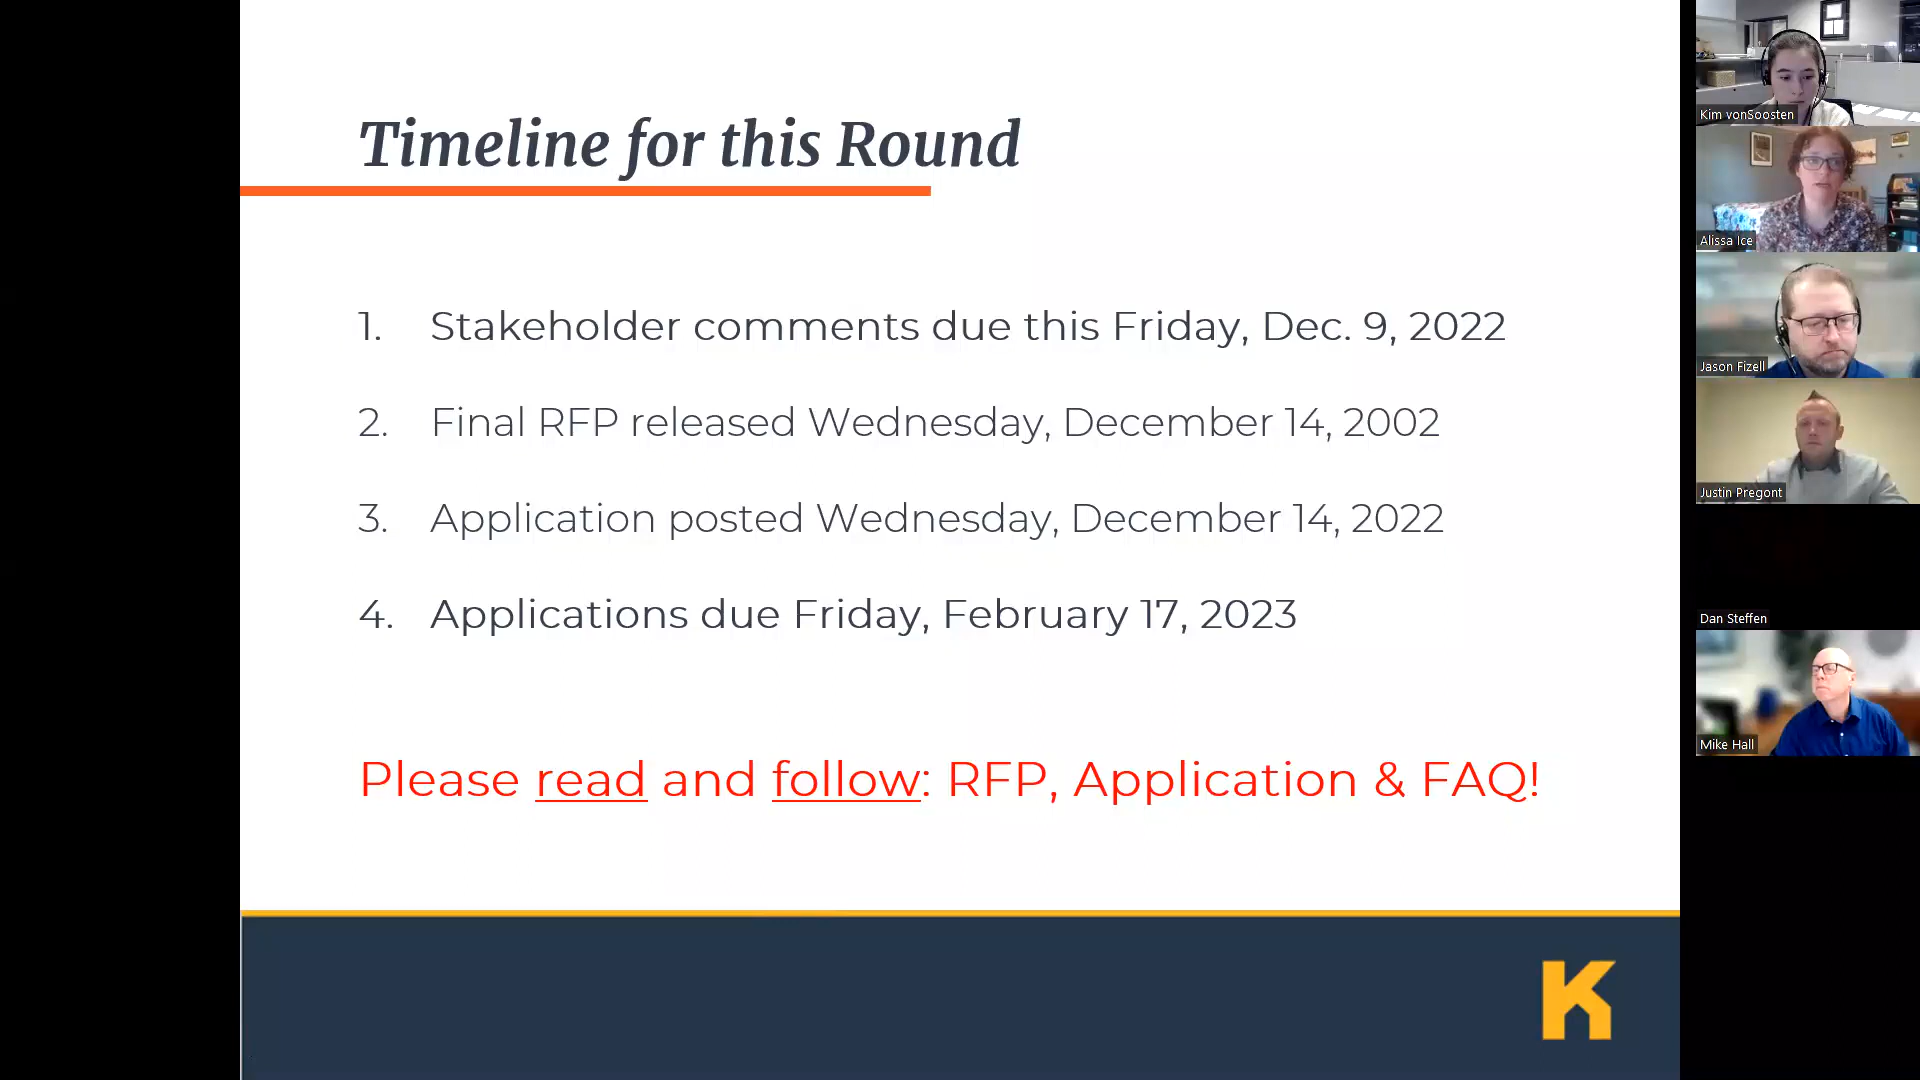 Timeline for this Round
1. Stakeholder comments due this Friday, Dec. 9, 2022
2. Final RFP released Wednesday, December 14, 2002
3. Application posted Wednesday, December 14, 2022
4. Applications due Friday, February 17, 2023
Please read and follow: RFP, Application & FAQ!
K
Kim vonSoosten
Alissa Ice
Jason Fizell
Justin Pregont
Dan Steffen
Mike Hall